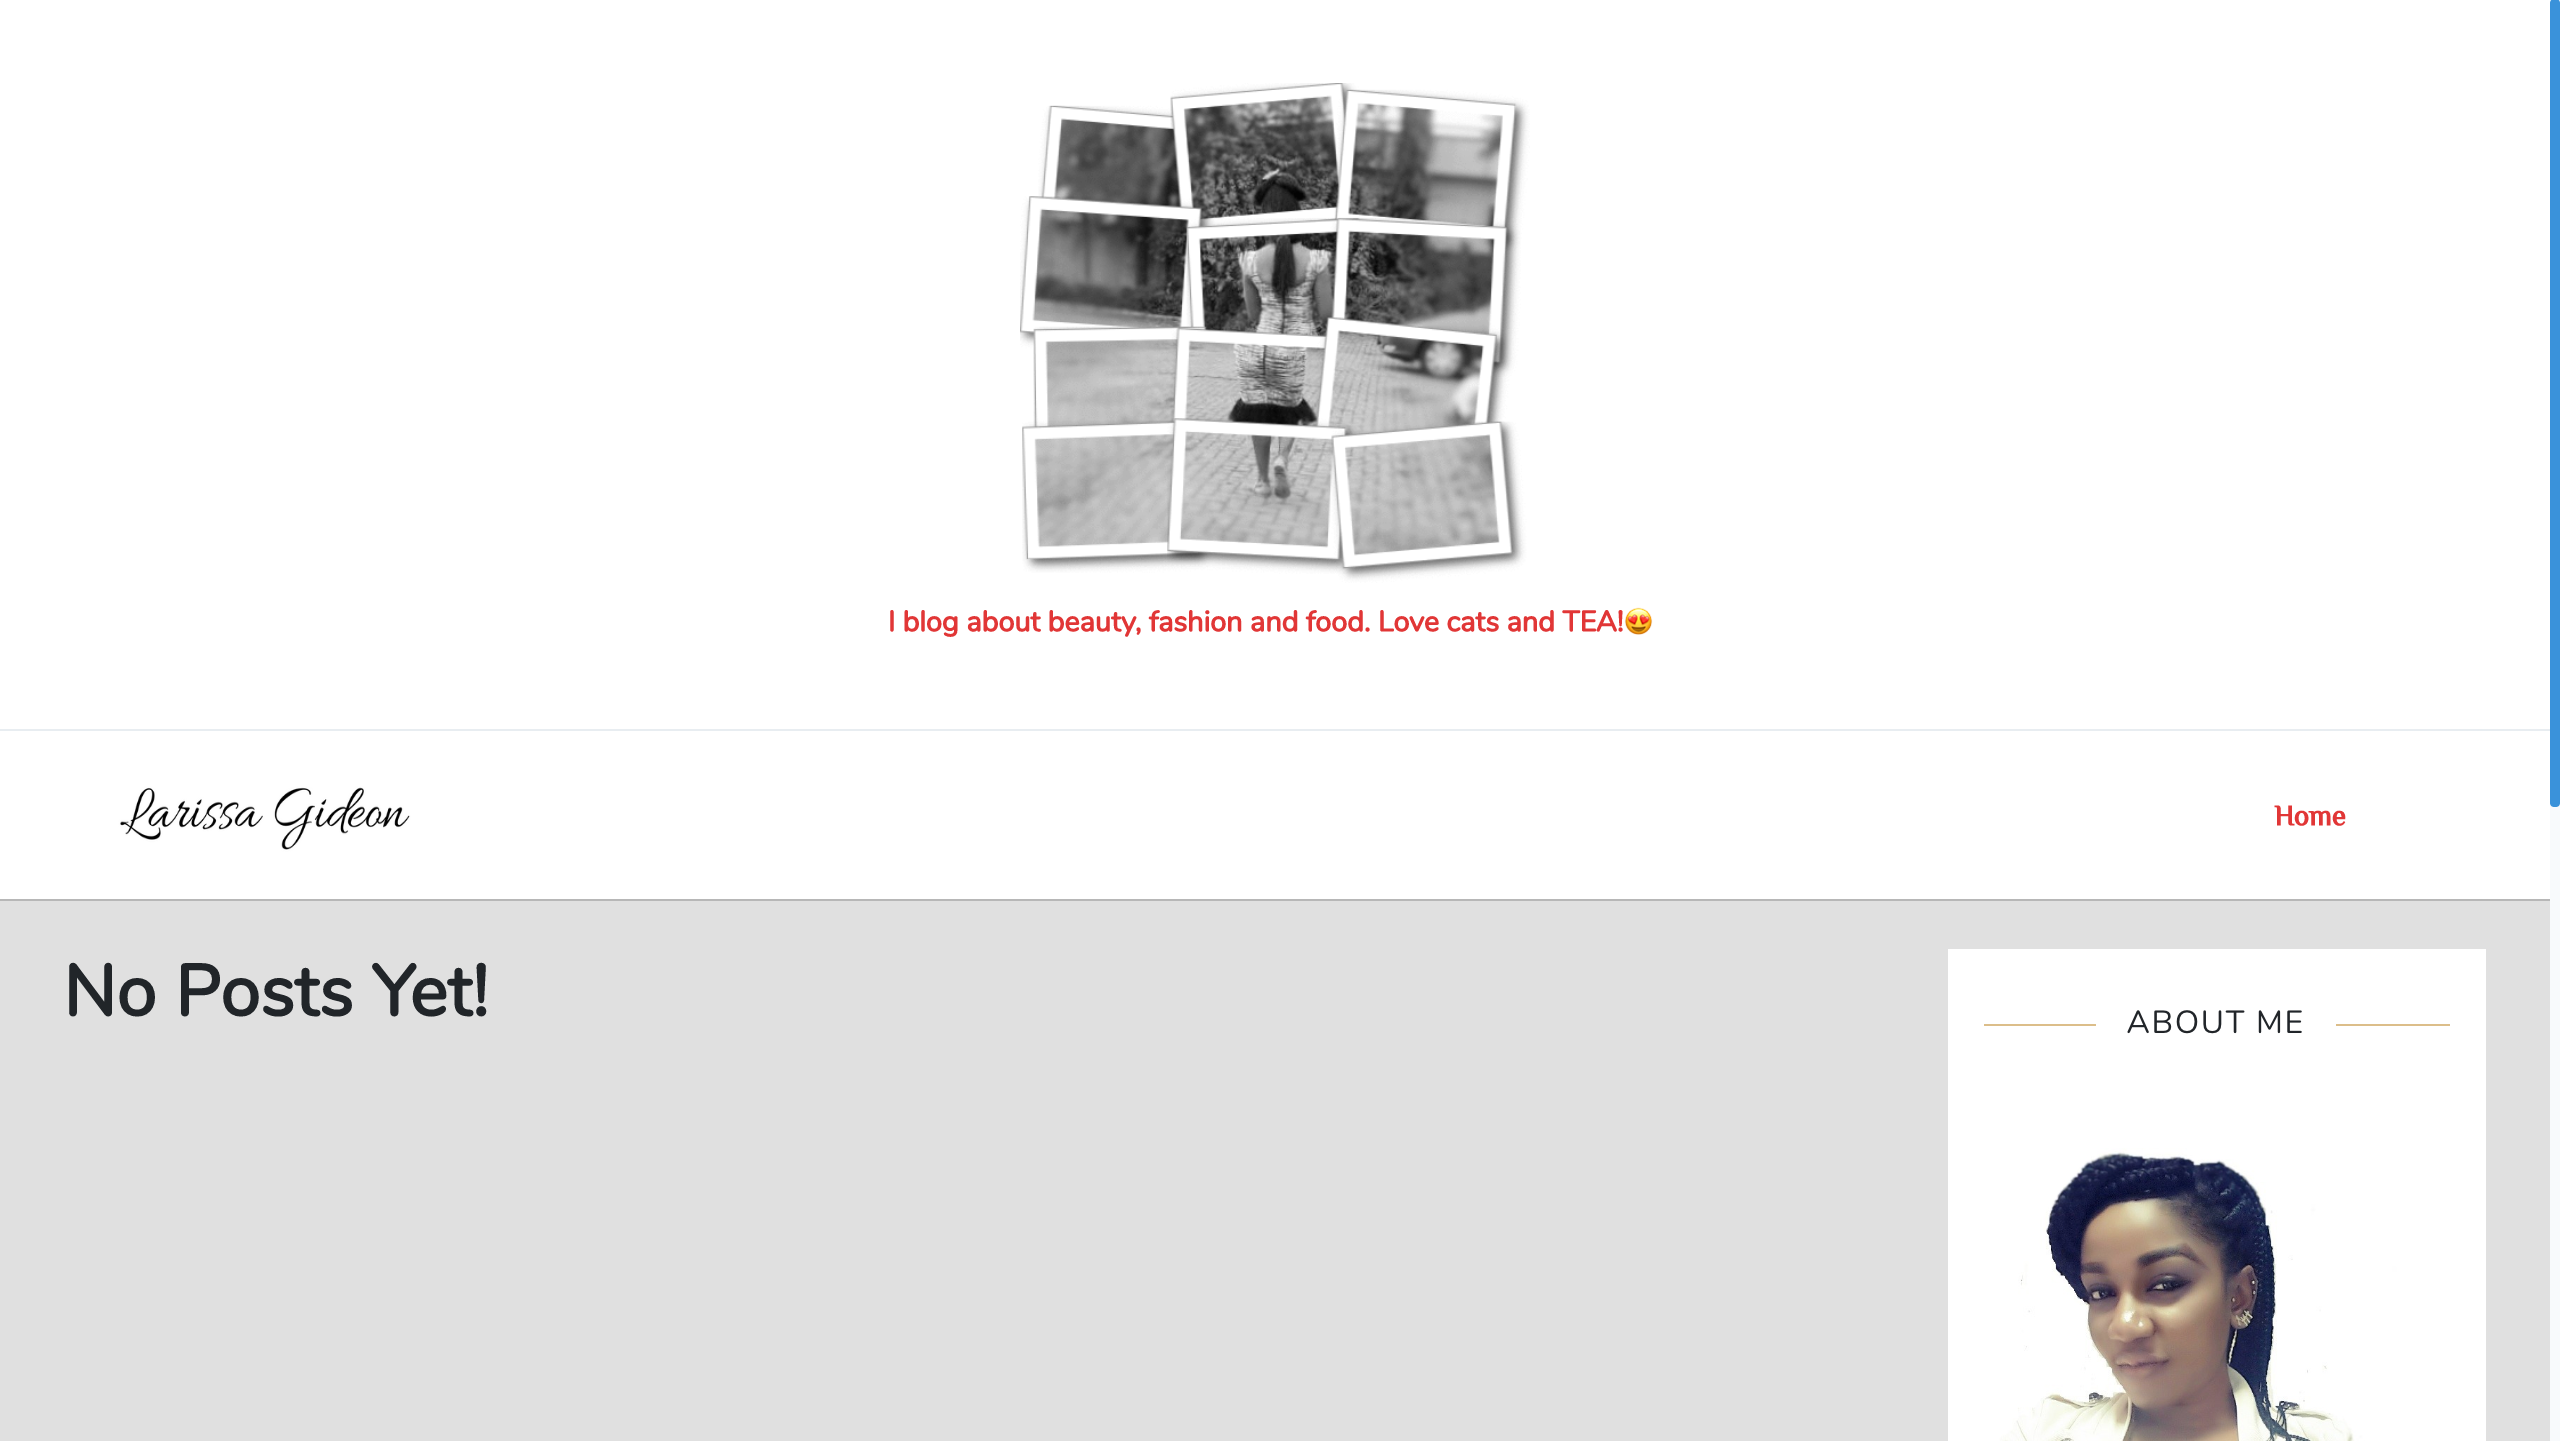 I blog about beauty, fashion and food. Love cats and TEA!😍
Larissa Gideon
Home
No Posts Yet!
ABOUT ME